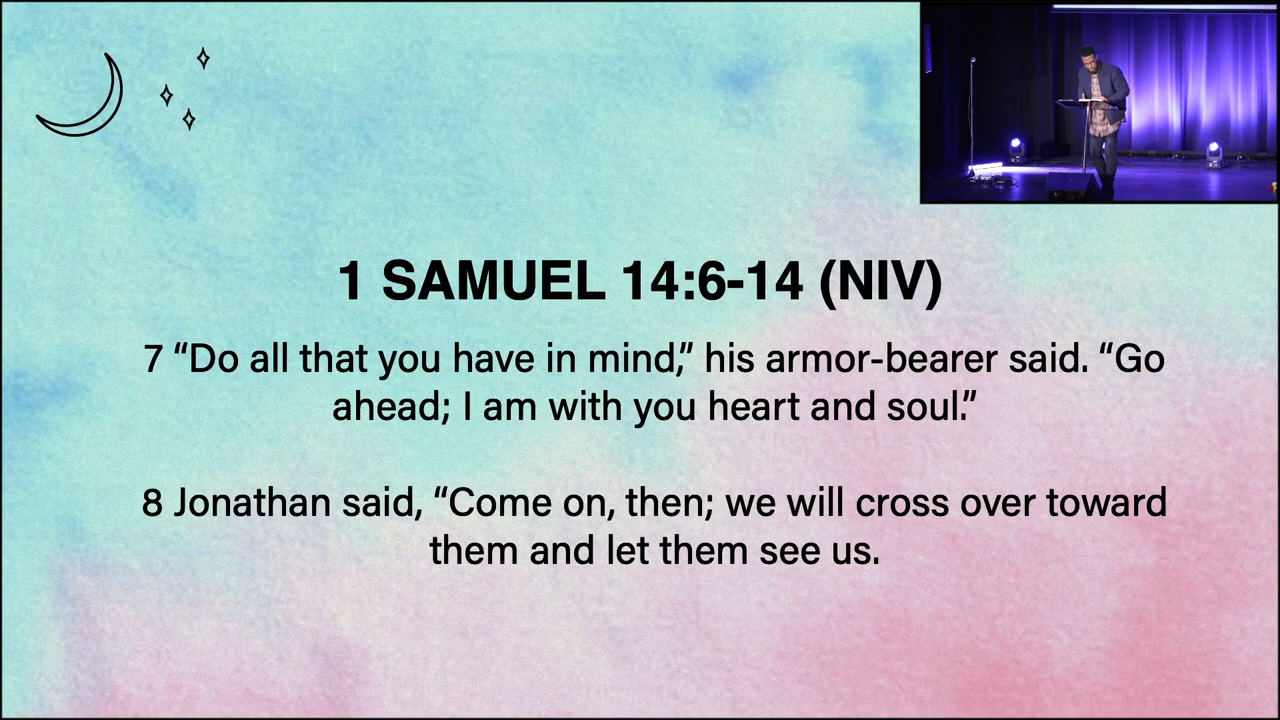 1 SAMUEL 14:6-14 (NIV)
7 “Do all that you have in mind,” his armor-bearer said. “Go
ahead; I am with you heart and soul.”
8 Jonathan said, “Come on, then; we will cross over toward
them and let them see us.